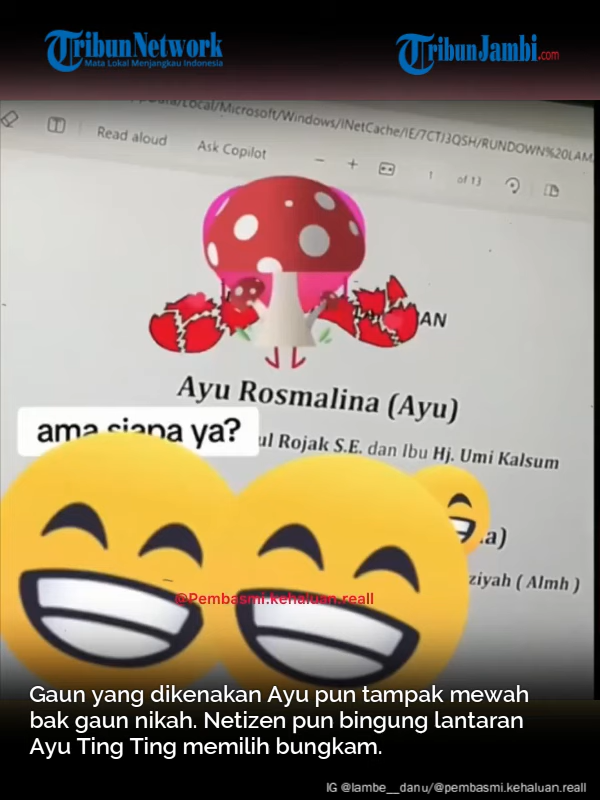 TribunNetwork
Mata Lokal Menjangkau Indonesia
TribunJambi.com
Local/Microsoft/Windows/INetCache/IE/7CTJ3QSH/RUNDOWN%20LAM
Read aloud
Ask Copilot
1
of 13
AN
Ayu Rosmalina (Ayu)
ama siapa ya?
ul Rojak S.E. dan Ibu Hj. Umi Kalsum
a)
ziyah ( Almh )
@Pembasmi.kehaluan.reall
Gaun yang dikenakan Ayu pun tampak mewah
bak gaun nikah. Netizen pun bingung lantaran
Ayu Ting Ting memilih bungkam.
IG @lambe__danu/@pembasmi.kehaluan.reall